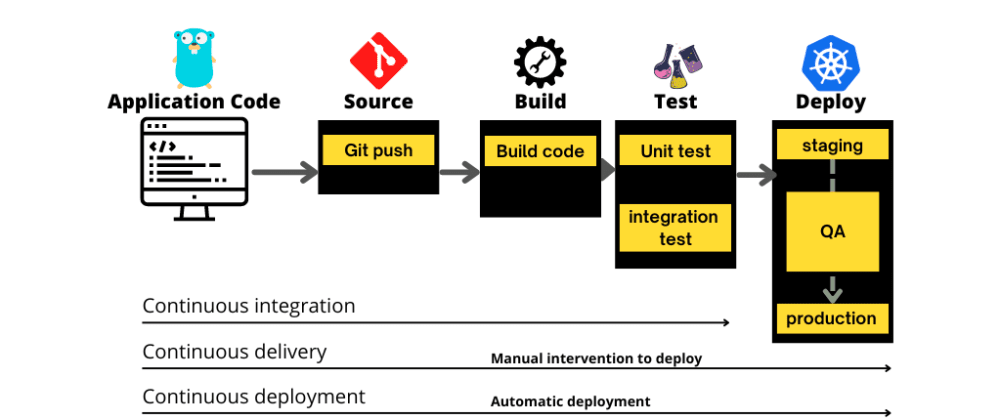 Application Code
Source
Build
Test
Deploy
</>
Git push
Build code
Unit test
integration
test
staging
QA
production
Continuous integration
Continuous delivery
Manual intervention to deploy
Continuous deployment
Automatic deployment